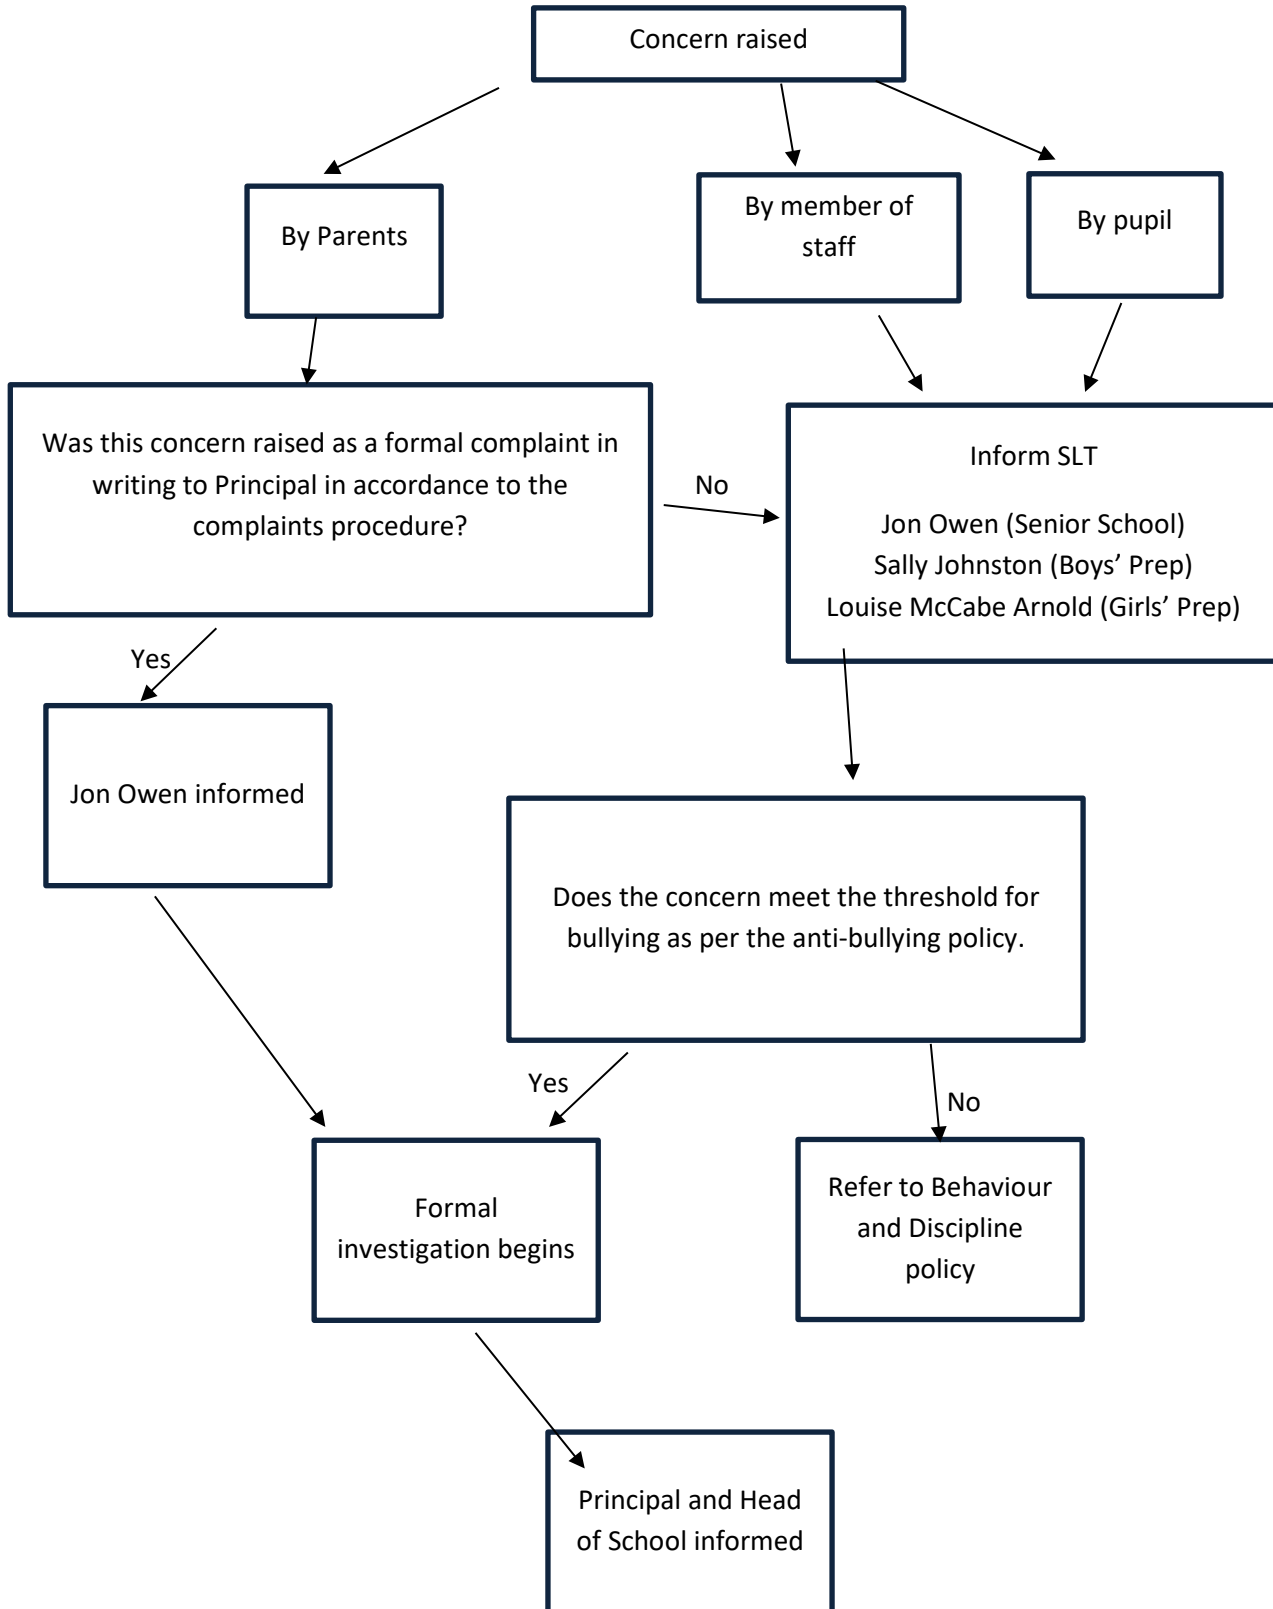 Concern raised
By Parents
By member of
staff
By pupil
Was this concern raised as a formal complaint in
writing to Principal in accordance to the
complaints procedure?
No
Inform SLT
Jon Owen (Senior School)
Sally Johnston (Boys’ Prep)
Louise McCabe Arnold (Girls’ Prep)
Yes
Jon Owen informed
Does the concern meet the threshold for
bullying as per the anti-bullying policy.
Yes
No
Formal
investigation begins
Refer to Behaviour
and Discipline
policy
Principal and Head
of School informed